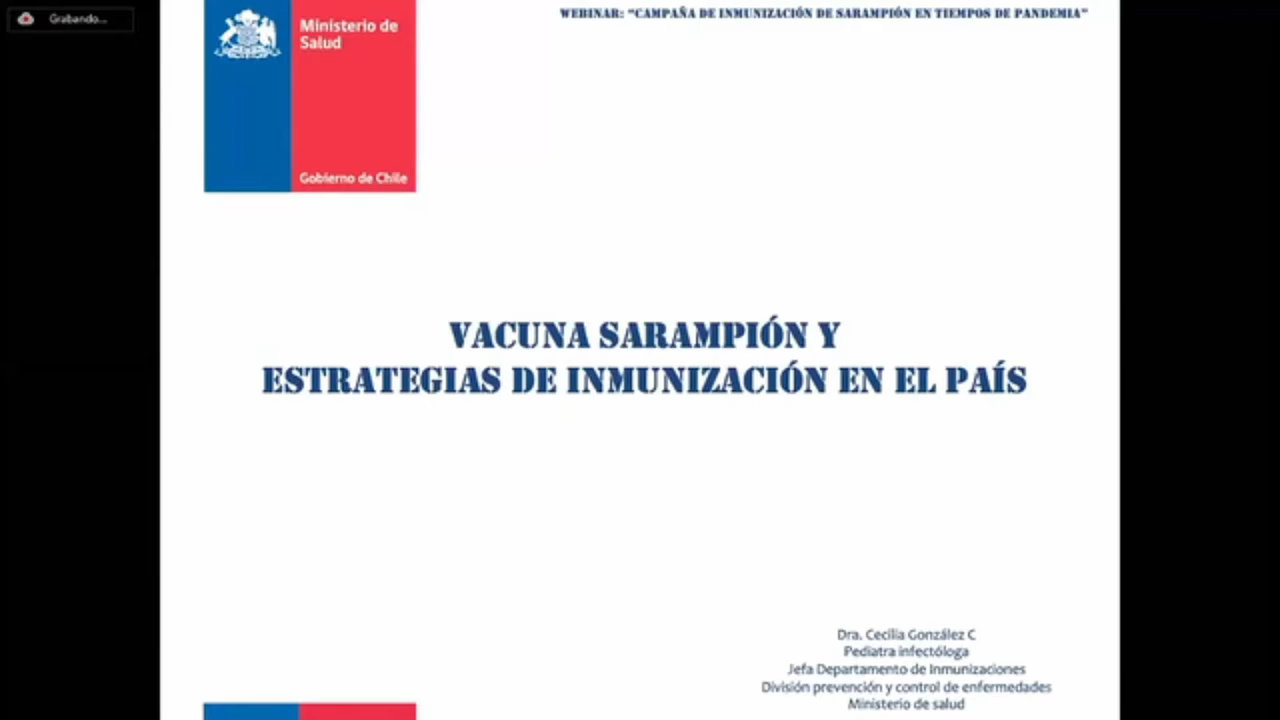 Grabando...
WEBINAR: "CAMPAÑA DE INMUNIZACIÓN DE SARAMPIÓN EN TIEMPOS DE PANDEMIA"
Ministerio de
Salud
Gobierno de Chile
VACUNA SARAMPIÓN Y
ESTRATEGIAS DE INMUNIZACIÓN EN EL PAÍS
Dra. Cecilia González C
Pediatra infectóloga
Jefa Departamento de Inmunizaciones
División prevención y control de enfermedades
Ministerio de salud